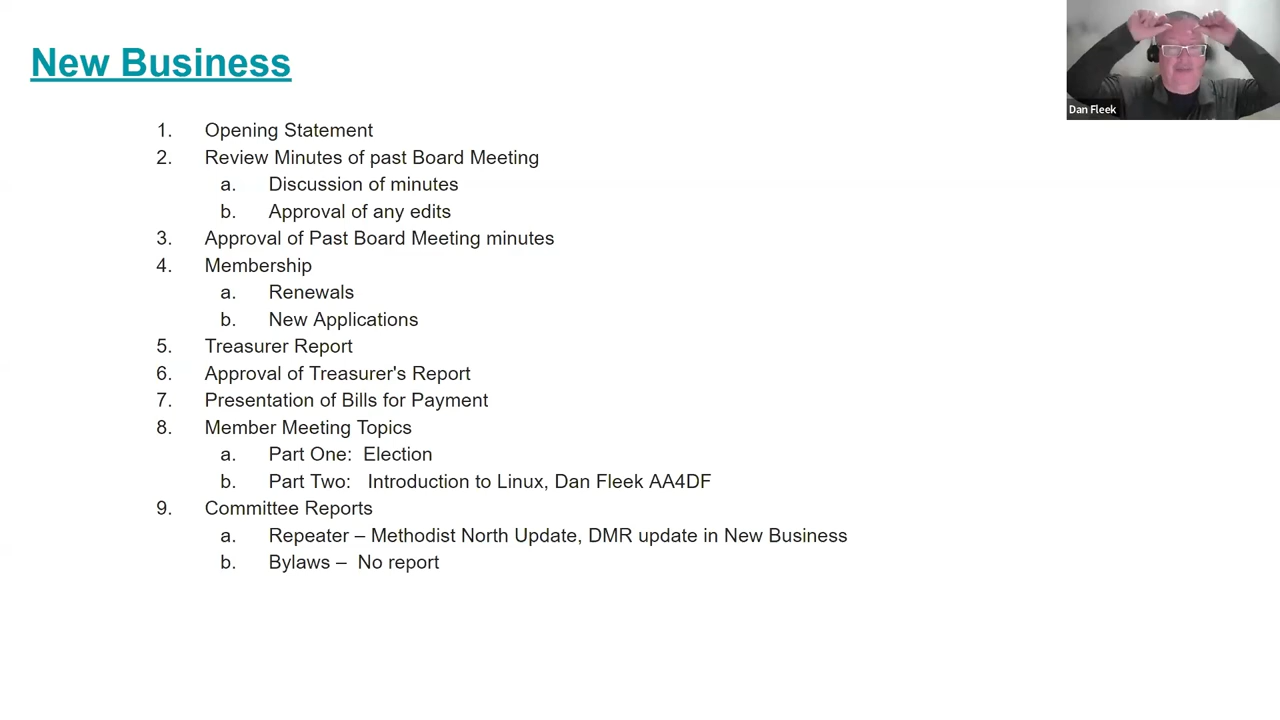 New Business
Dan Fleek
1. Opening Statement
2. Review Minutes of past Board Meeting
a. Discussion of minutes
b. Approval of any edits
3. Approval of Past Board Meeting minutes
4. Membership
a. Renewals
b. New Applications
5. Treasurer Report
6. Approval of Treasurer's Report
7. Presentation of Bills for Payment
8. Member Meeting Topics
a. Part One: Election
b. Part Two: Introduction to Linux, Dan Fleek AA4DF
9. Committee Reports
a. Repeater – Methodist North Update, DMR update in New Business
b. Bylaws – No report